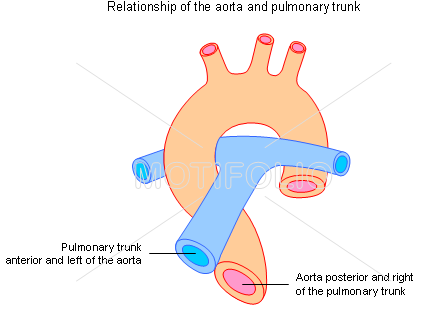 Relationship of the aorta and pulmonary trunk
MOTIFOLIO
Pulmonary trunk
anterior and left of the aorta
Aorta posterior and right
of the pulmonary trunk